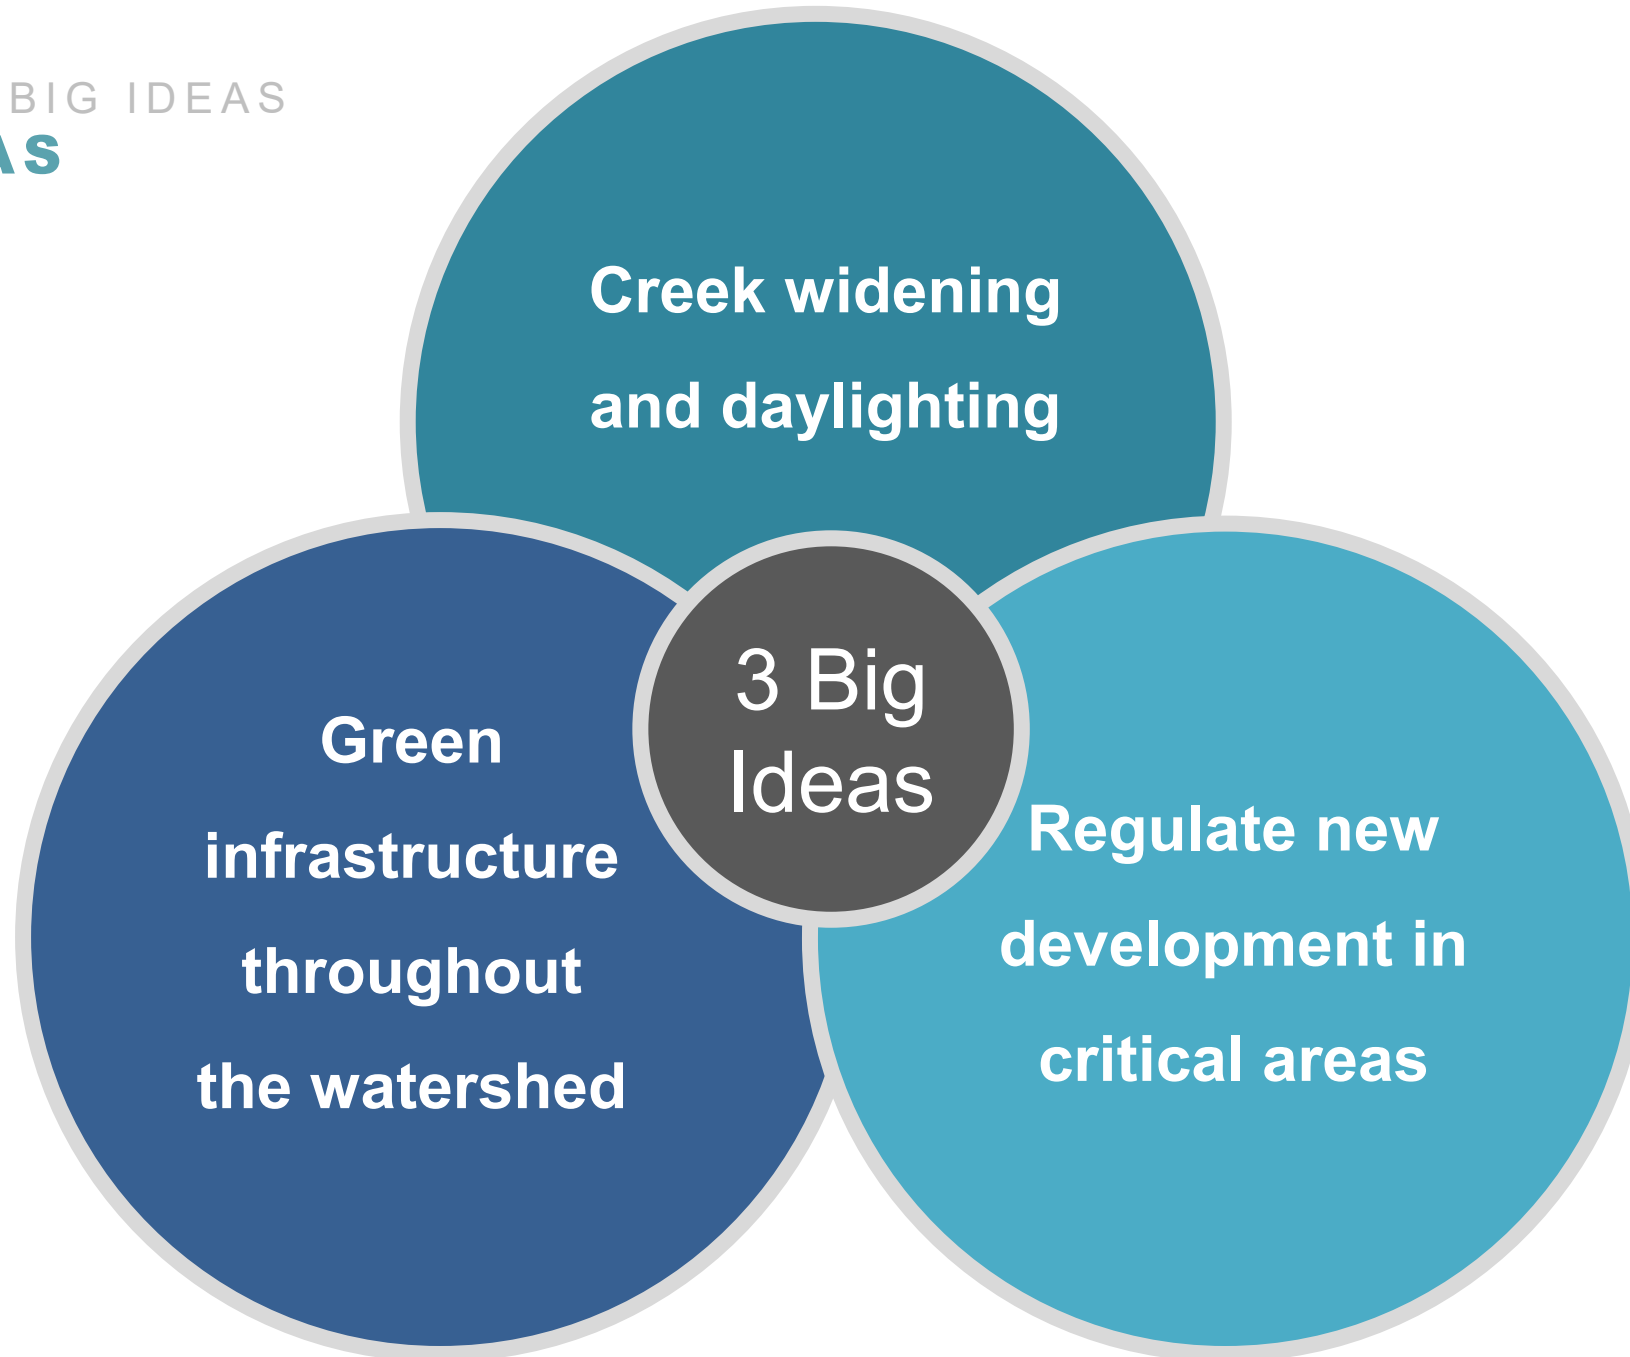 BIG IDEAS
As
Creek widening
and daylighting
3 Big
Ideas
Green
infrastructure
throughout
the watershed
Regulate new
development in
critical areas